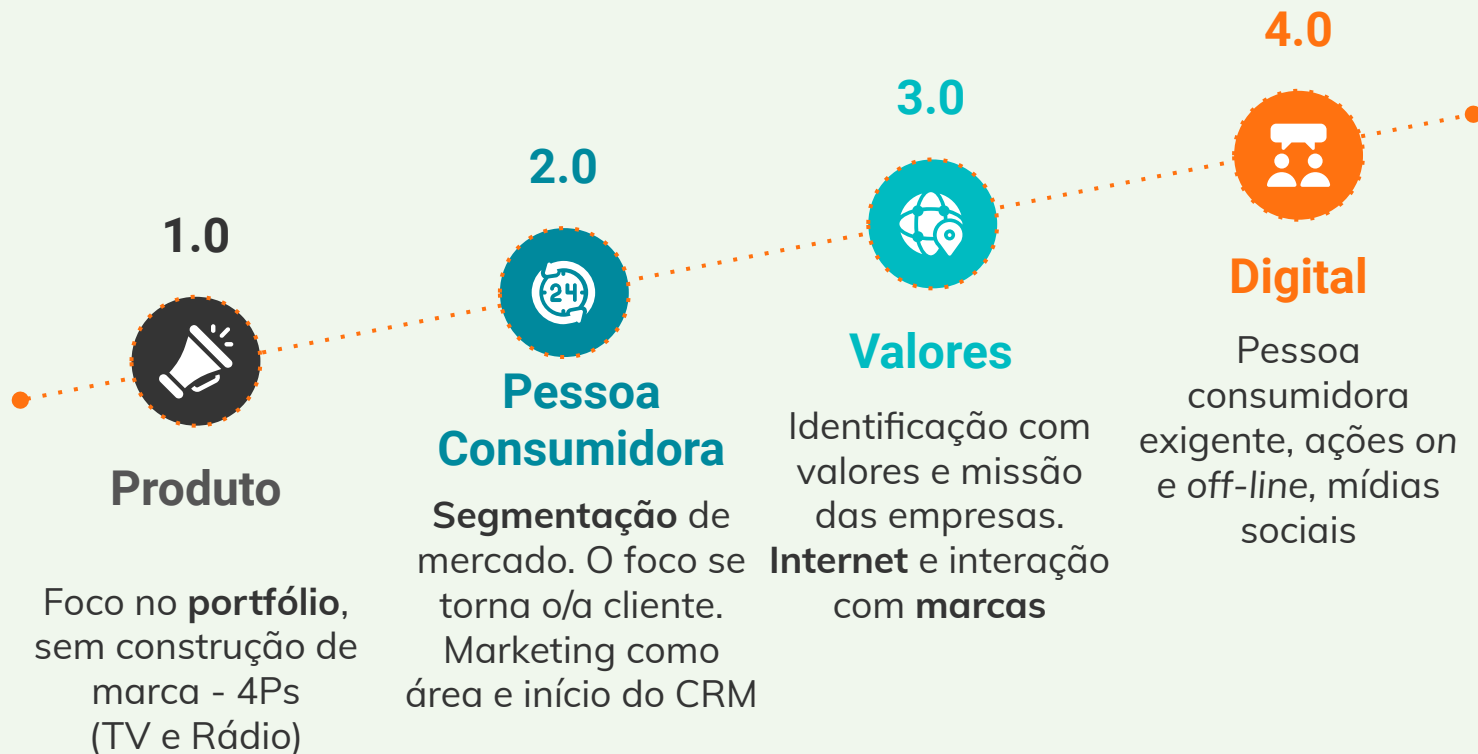 1.0
Produto
Foco no portfólio,
sem construção de
marca - 4Ps
(TV e Rádio)
2.0
24
Pessoa
Consumidora
Segmentação de
mercado. O foco se
torna o/a cliente.
Marketing como
área e início do CRM
3.0
Valores
Identificação com
valores e missão
das empresas.
Internet e interação
com marcas
4.0
Digital
Pessoa
consumidora
exigente, ações on
e off-line, mídias
sociais